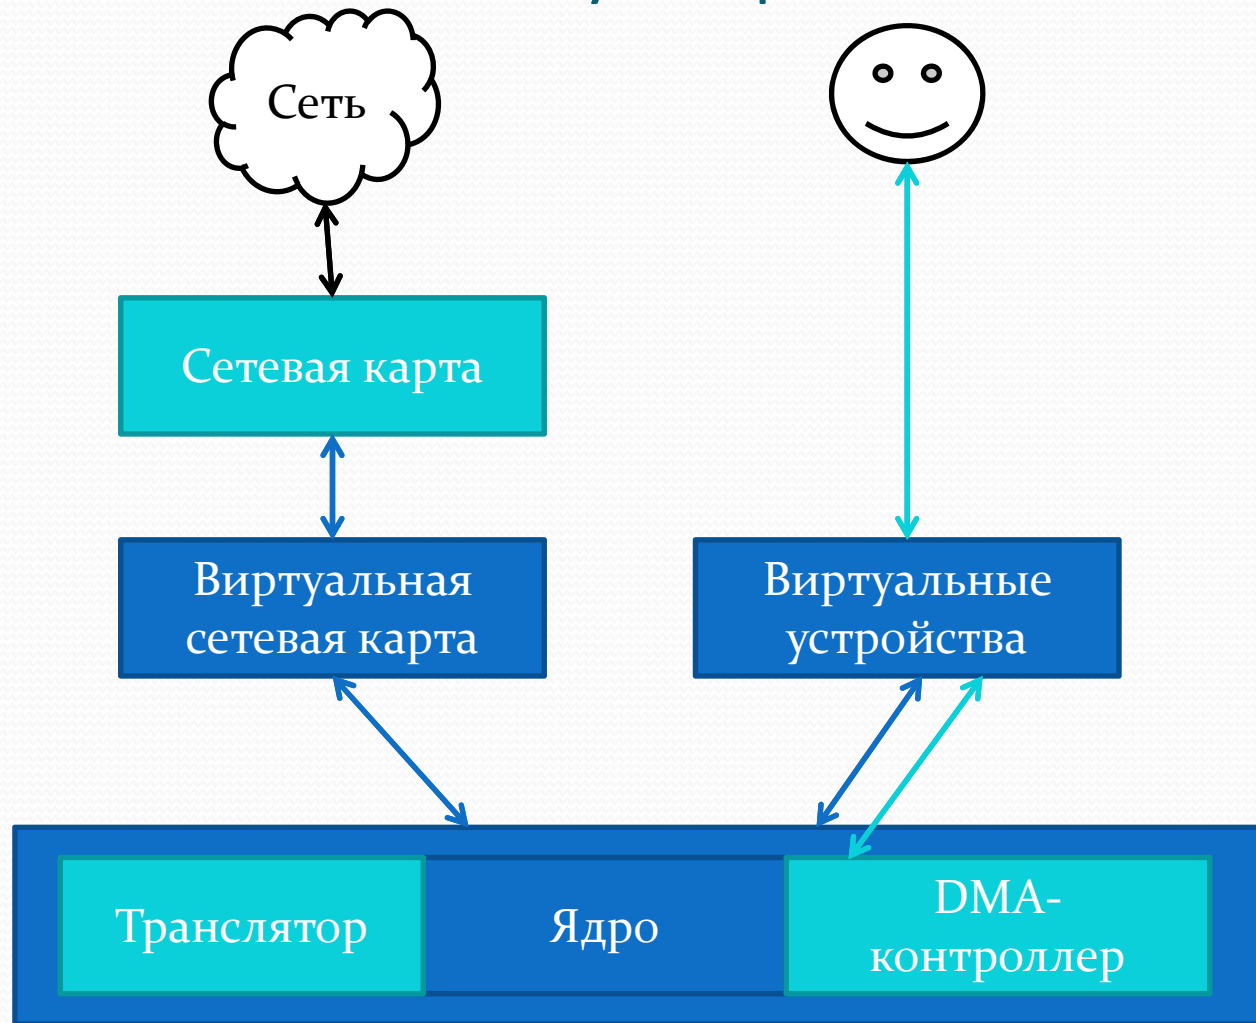 Сеть
Сетевая карта
Виртуальная
сетевая карта
Виртуальные
устройства
Транслятор
Ядро
DMA-
контроллер